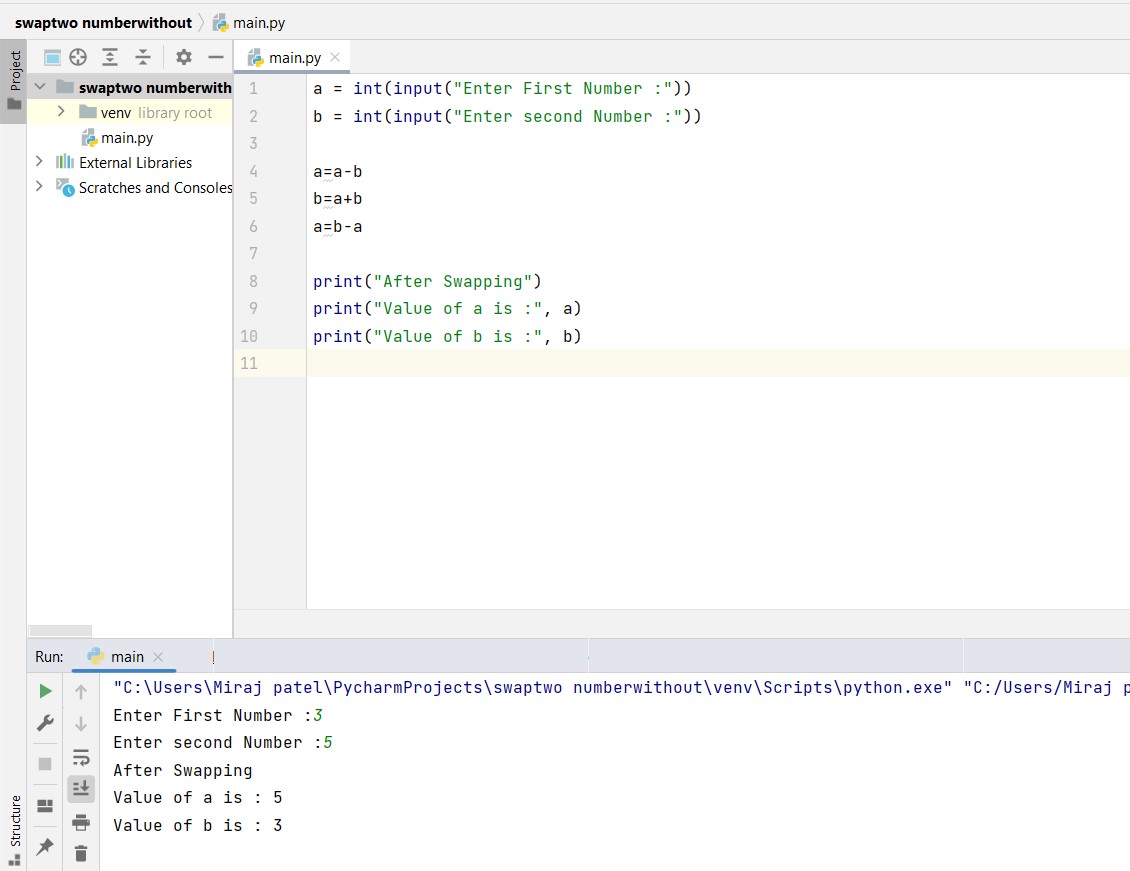 swaptwo numberwithout main.py
Project
main.py
swaptwo numberwith
venv library root
main.py
External Libraries
Scratches and Consoles
1 a = int(input("Enter First Number :"))
2 b = int(input("Enter second Number :"))
3
4 a=a-b
5 b=a+b
6 a=b-a
7
8 print("After Swapping")
9 print("Value of a is :", a)
10 print("Value of b is :", b)
11
Run: main
"C:\Users\Miraj patel\PycharmProjects\swaptwo numberwithout\venv\Scripts\python.exe" "C:/Users/Miraj p
Enter First Number :3
Enter second Number :5
After Swapping
Value of a is : 5
Value of b is : 3
Structure